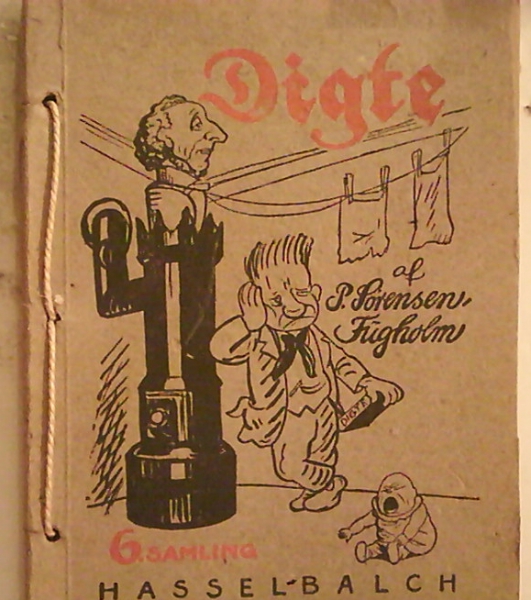 Digte
af
P. Sørensen-
Fugholm
DIGTE
6. SAMLING
HASSEL-BALCH